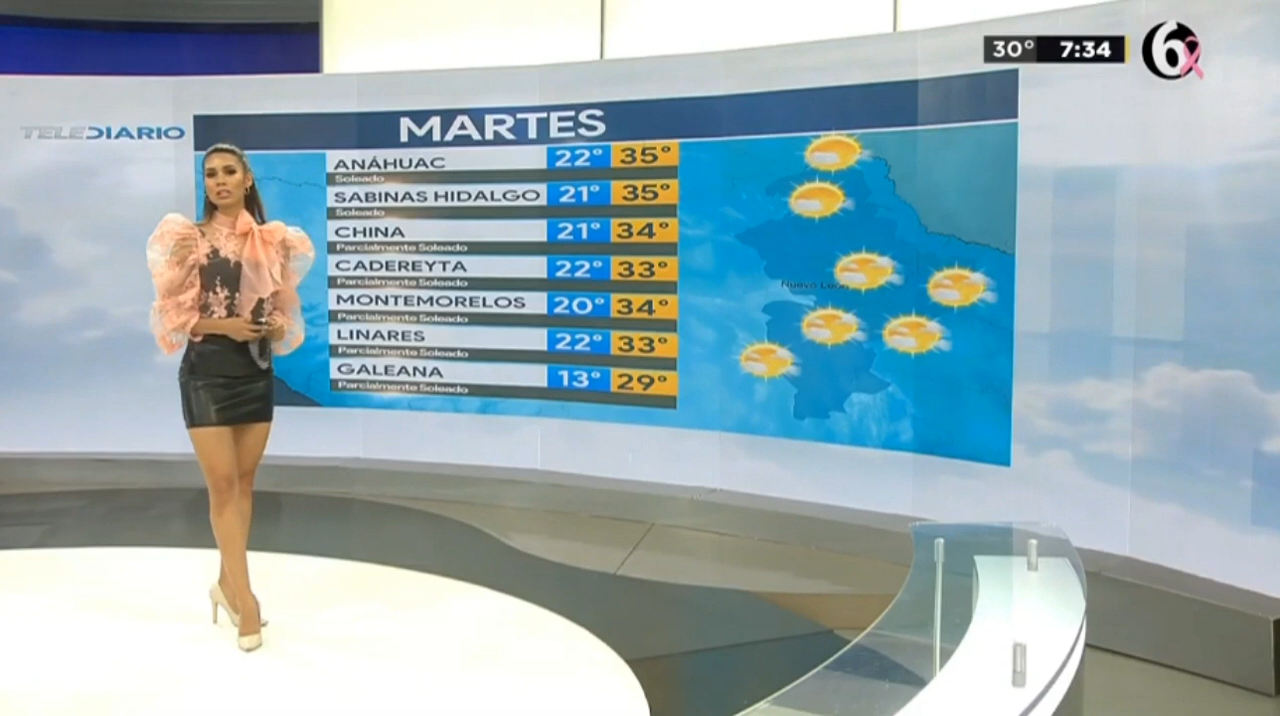 30° 7:34 6
TELEDIARIO
MARTES
ANÁHUAC 22° 35°
Soleado
SABINAS HIDALGO 21° 35°
Soleado
CHINA 21° 34°
Parcialmente Soleado
CADEREYTA 22° 33°
Parcialmente Soleado
MONTEMORELOS 20° 34°
Parcialmente Soleado
LINARES 22° 33°
Parcialmente Soleado
GALEANA 13° 29°
Parcialmente Soleado
Nuevo León